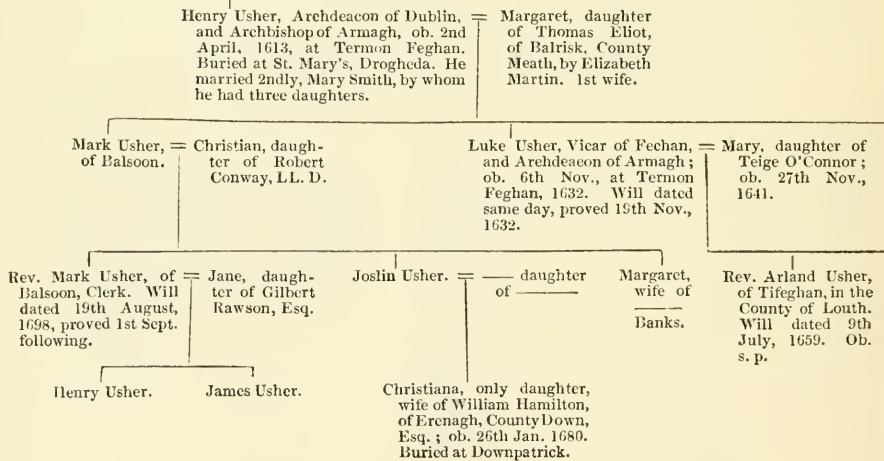 Henry Usher, Archdeacon of Dublin,
and Archbishop of Armagh, ob. 2nd
April, 1613, at Termon Feghan.
Buried at St. Mary's, Drogheda. He
married 2ndly, Mary Smith, by whom
he had three daughters.
=
Margaret, daughter
of Thomas Eliot,
of Balrisk, County
Meath, by Elizabeth
Martin. 1st wife.
Mark Usher,
of Balsoon.
=
Christian, daugh-
ter of Robert
Conway, LL. D.
Luke Usher, Vicar of Fechan,
and Archdeacon of Armagh;
ob. 6th Nov., at Termon
Feghan, 1632. Will dated
same day, proved 19th Nov.,
1632.
=
Mary, daughter of
Teige O'Connor;
ob. 27th Nov.,
1641.
Rev. Mark Usher, of
Balsoon, Clerk. Will
dated 19th August,
1698, proved 1st Sept.
following.
=
Jane, daugh-
ter of Gilbert
Rawson, Esq.
Joslin Usher.
=
—— daughter
of ———
Margaret,
wife of
———
Banks.
Rev. Arland Usher,
of Tifeghan, in the
County of Louth.
Will dated 9th
July, 1659. Ob.
s. p.
Henry Usher.
James Usher.
Christiana, only daughter,
wife of William Hamilton,
of Erenagh, County Down,
Esq.; ob. 26th Jan. 1680.
Buried at Downpatrick.